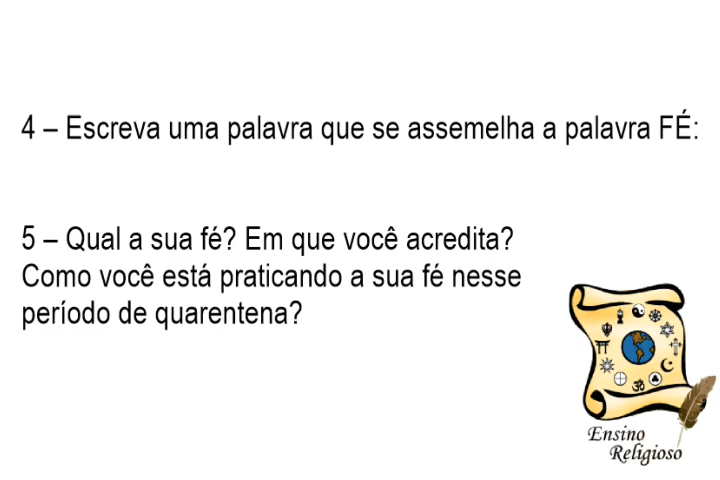 4 – Escreva uma palavra que se assemelha a palavra FÉ:
5 – Qual a sua fé? Em que você acredita?
Como você está praticando a sua fé nesse
período de quarentena?
Ensino
Religioso